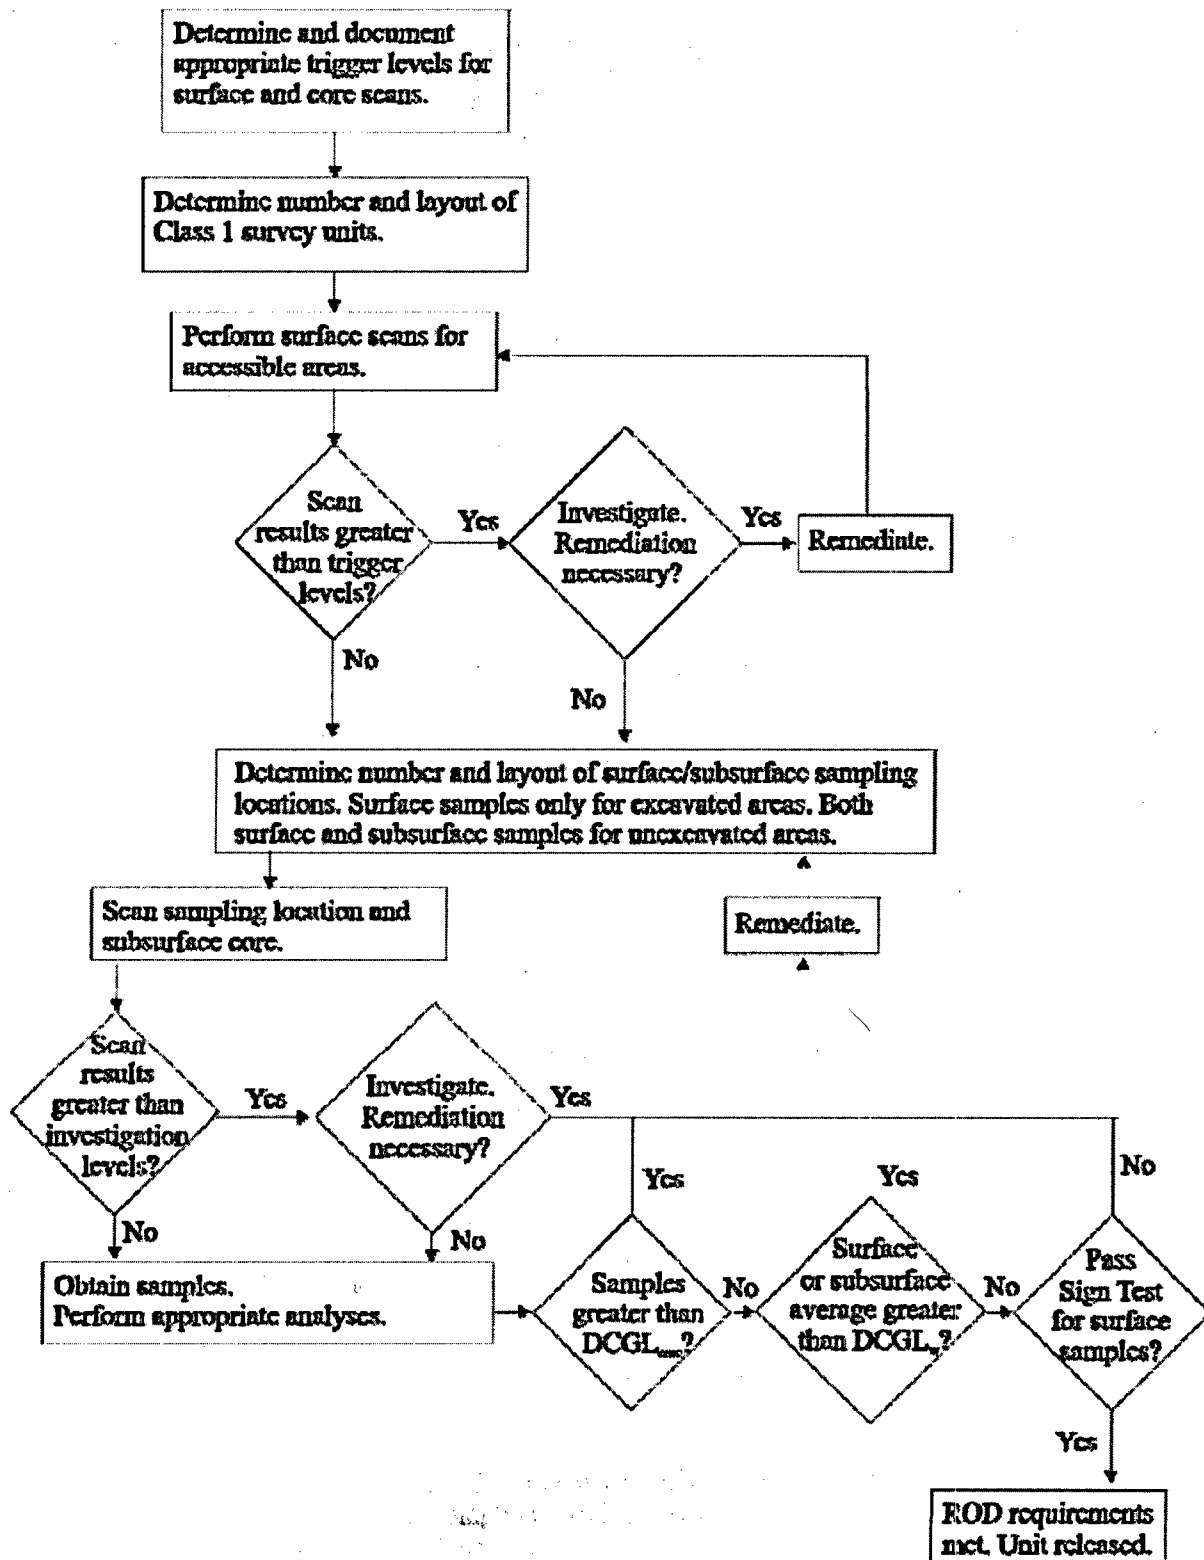 Determine and document
appropriate trigger levels for
surface and core scans.
Determine number and layout of
Class 1 survey units.
Perform surface scans for
accessible areas.
Scan
results greater
than trigger
levels?
Yes
Investigate.
Remediation
necessary?
Yes
Remediate.
No
No
Determine number and layout of surface/subsurface sampling
locations. Surface samples only for excavated areas. Both
surface and subsurface samples for unexcavated areas.
Scan sampling location and
subsurface core.
Remediate.
Scan
results
greater than
investigation
levels?
Yes
Investigate.
Remediation
necessary?
Yes
No
No
Obtain samples.
Perform appropriate analyses.
Yes
Samples
greater than
DCGL
No
Yes
Surface
or subsurface
average greater
than DCGLw?
No
No
Pass
Sign Test
for surface
samples?
Yes
ROD requirements
met. Unit released.